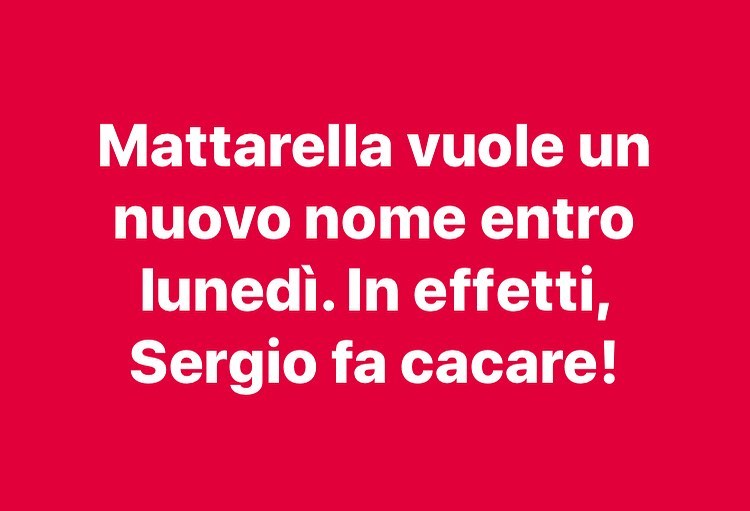 Mattarella vuole un
nuovo nome entro
lunedì. In effetti,
Sergio fa cacare!